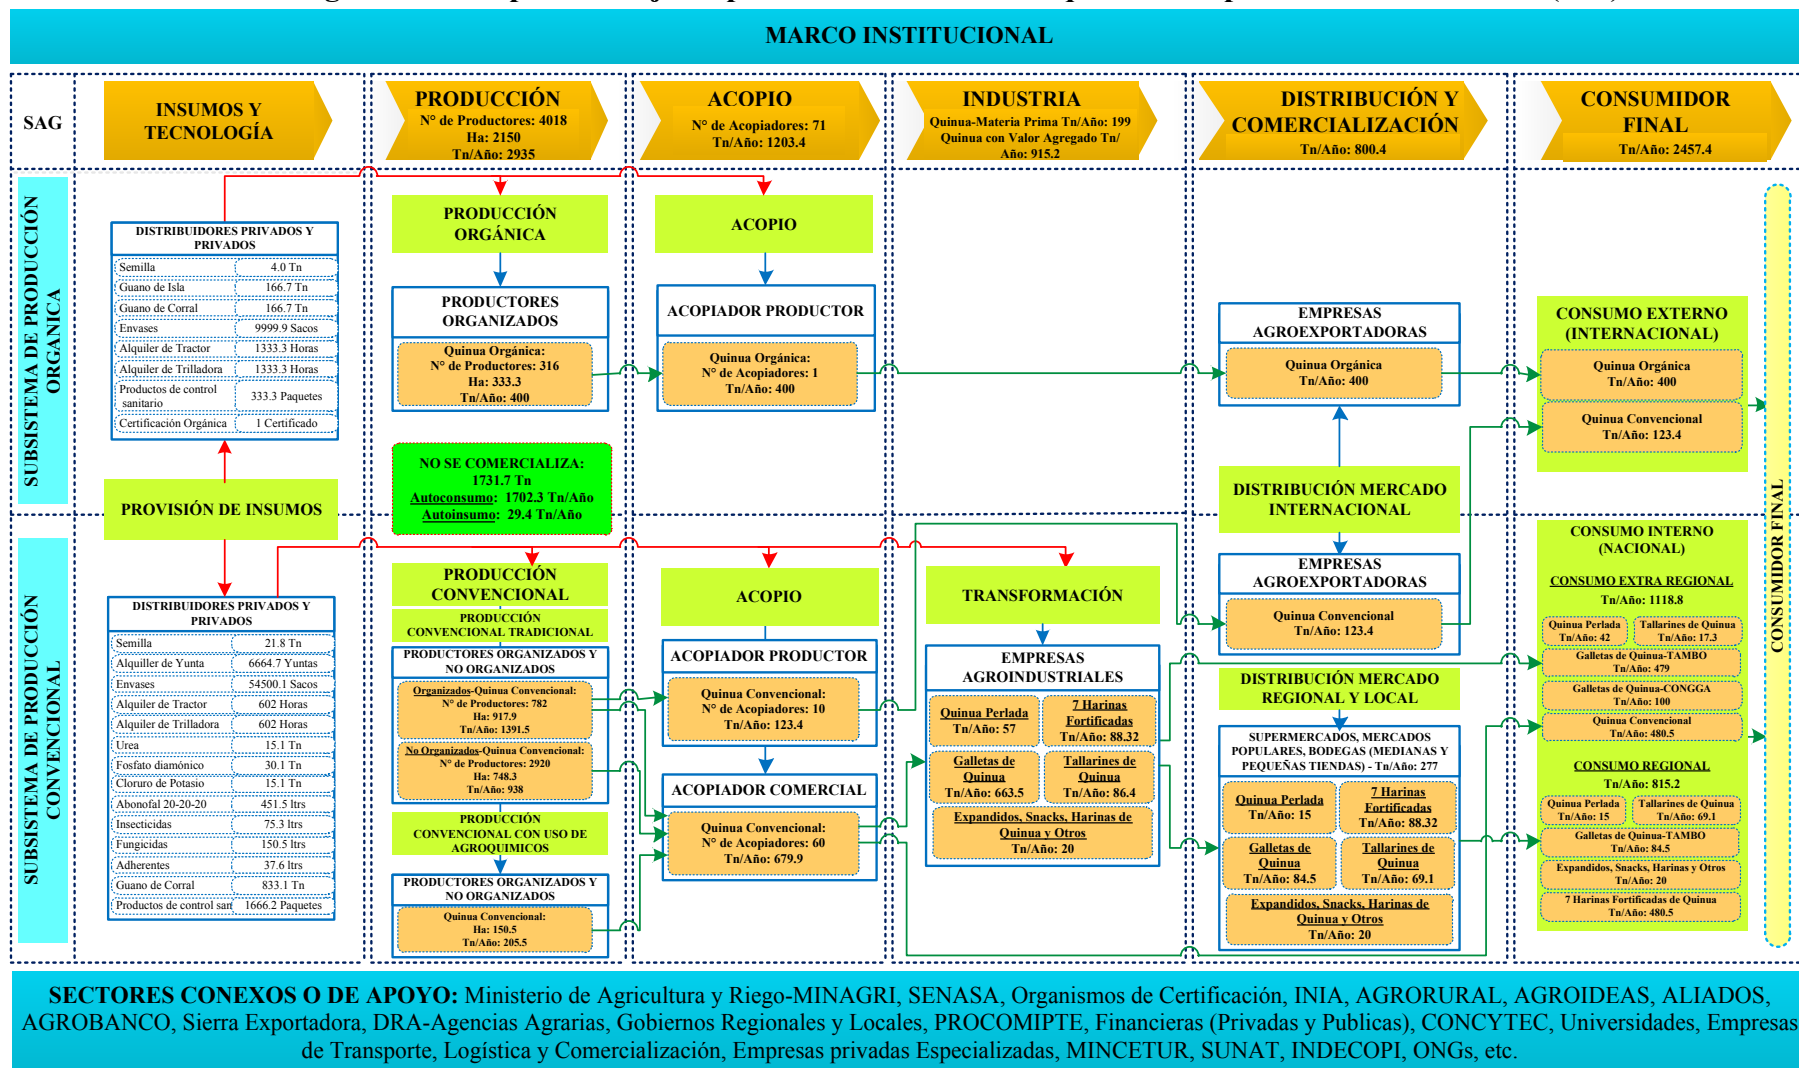 MARCO INSTITUCIONAL
SAG
INSUMOS Y
TECNOLOGÍA
PRODUCCIÓN
N° de Productores: 4018
Ha: 2150
Tn/Año: 2935
ACOPIO
N° de Acopiadores: 71
Tn/Año: 1203.4
INDUSTRIA
Quinua-Materia Prima Tn/Año: 199
Quinua con Valor Agregado Tn/
Año: 915.2
DISTRIBUCIÓN Y
COMERCIALIZACIÓN
Tn/Año: 800.4
CONSUMIDOR
FINAL
Tn/Año: 2457.4
SUBSISTEMA DE PRODUCCIÓN
ORGANICA
DISTRIBUIDORES PRIVADOS Y
PRIVADOS
Semilla 4.0 Tn
Guano de Isla 166.7 Tn
Guano de Corral 166.7 Tn
Envases 9999.9 Sacos
Alquiler de Tractor 1333.3 Horas
Alquiler de Trilladora 1333.3 Horas
Productos de control
sanitario 333.3 Paquetes
Certificación Orgánica 1 Certificado
PROVISIÓN DE INSUMOS
PRODUCCIÓN
ORGÁNICA
PRODUCTORES
ORGANIZADOS
Quinua Orgánica:
N° de Productores: 316
Ha: 333.3
Tn/Año: 400
NO SE COMERCIALIZA:
1731.7 Tn
Autoconsumo: 1702.3 Tn/Año
Autoinsumo: 29.4 Tn/Año
ACOPIO
ACOPIADOR PRODUCTOR
Quinua Orgánica:
N° de Acopiadores: 1
Tn/Año: 400
EMPRESAS
AGROEXPORTADORAS
Quinua Orgánica
Tn/Año: 400
DISTRIBUCIÓN MERCADO
INTERNACIONAL
CONSUMO EXTERNO
(INTERNACIONAL)
Quinua Orgánica
Tn/Año: 400
Quinua Convencional
Tn/Año: 123.4
CONSUMIDOR FINAL
SUBSISTEMA DE PRODUCCIÓN
CONVENCIONAL
DISTRIBUIDORES PRIVADOS Y
PRIVADOS
Semilla 21.8 Tn
Alquiller de Yunta 6664.7 Yuntas
Envases 54500.1 Sacos
Alquiler de Tractor 602 Horas
Alquiler de Trilladora 602 Horas
Urea 15.1 Tn
Fosfato diamónico 30.1 Tn
Cloruro de Potasio 15.1 Tn
Abonofal 20-20-20 451.5 ltrs
Insecticidas 75.3 ltrs
Fungicidas 150.5 ltrs
Adherentes 37.6 ltrs
Guano de Corral 833.1 Tn
Productos de control san 1666.2 Paquetes
PRODUCCIÓN
CONVENCIONAL
PRODUCCIÓN
CONVENCIONAL TRADICIONAL
PRODUCTORES ORGANIZADOS Y
NO ORGANIZADOS
Organizados-Quinua Convencional:
N° de Productores: 782
Ha: 917.9
Tn/Año: 1391.5
No Organizados-Quinua Convencional:
N° de Productores: 2920
Ha: 748.3
Tn/Año: 938
PRODUCCIÓN
CONVENCIONAL CON USO DE
AGROQUIMICOS
PRODUCTORES ORGANIZADOS Y
NO ORGANIZADOS
Quinua Convencional:
Ha: 150.5
Tn/Año: 205.5
ACOPIO
ACOPIADOR PRODUCTOR
Quinua Convencional:
N° de Acopiadores: 10
Tn/Año: 123.4
ACOPIADOR COMERCIAL
Quinua Convencional:
N° de Acopiadores: 60
Tn/Año: 679.9
TRANSFORMACIÓN
EMPRESAS
AGROINDUSTRIALES
Quinua Perlada
Tn/Año: 57
7 Harinas
Fortificadas
Tn/Año: 88.32
Galletas de
Quinua
Tn/Año: 663.5
Tallarines de
Quinua
Tn/Año: 86.4
Expandidos, Snacks, Harinas de
Quinua y Otros
Tn/Año: 20
EMPRESAS
AGROEXPORTADORAS
Quinua Convencional
Tn/Año: 123.4
DISTRIBUCIÓN MERCADO
REGIONAL Y LOCAL
SUPERMERCADOS, MERCADOS
POPULARES, BODEGAS (MEDIANAS Y
PEQUEÑAS TIENDAS) - Tn/Año: 277
Quinua Perlada
Tn/Año: 15
7 Harinas
Fortificadas
Tn/Año: 88.32
Galletas de
Quinua
Tn/Año: 84.5
Tallarines de
Quinua
Tn/Año: 69.1
Expandidos, Snacks, Harinas de
Quinua y Otros
Tn/Año: 20
CONSUMO INTERNO
(NACIONAL)
CONSUMO EXTRA REGIONAL
Tn/Año: 1118.8
Quinua Perlada
Tn/Año: 42
Tallarines de Quinua
Tn/Año: 17.3
Galletas de Quinua-TAMBO
Tn/Año: 479
Galletas de Quinua-CONGGA
Tn/Año: 100
Quinua Convencional
Tn/Año: 480.5
CONSUMO REGIONAL
Tn/Año: 815.2
Quinua Perlada
Tn/Año: 15
Tallarines de Quinua
Tn/Año: 69.1
Galletas de Quinua-TAMBO
Tn/Año: 84.5
Expandidos, Snacks, Harinas y Otros
Tn/Año: 20
7 Harinas Fortificadas de Quinua
Tn/Año: 480.5
SECTORES CONEXOS O DE APOYO: Ministerio de Agricultura y Riego-MINAGRI, SENASA, Organismos de Certificación, INIA, AGRORURAL, AGROIDEAS, ALIADOS,
AGROBANCO, Sierra Exportadora, DRA-Agencias Agrarias, Gobiernos Regionales y Locales, PROCOMIPTE, Financieras (Privadas y Publicas), CONCYTEC, Universidades, Empresas
de Transporte, Logística y Comercialización, Empresas privadas Especializadas, MINCETUR, SUNAT, INDECOPI, ONGs, etc.